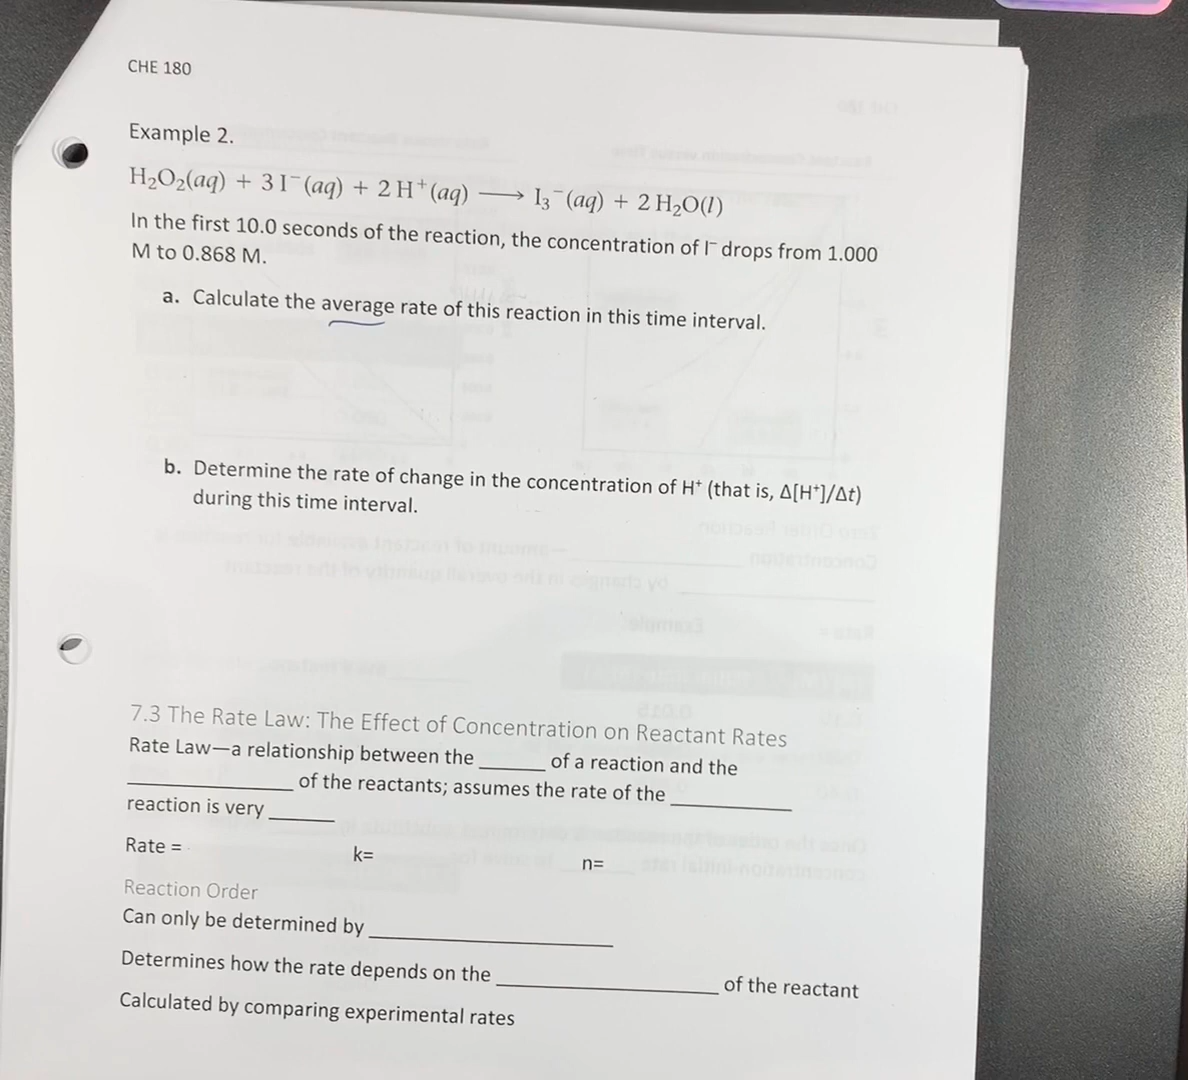 CHE 180
Example 2.
H₂O₂(aq) + 3 I⁻(aq) + 2 H⁺(aq) ⟶ I₃⁻(aq) + 2 H₂O(l)
In the first 10.0 seconds of the reaction, the concentration of I⁻ drops from 1.000
M to 0.868 M.
a. Calculate the average rate of this reaction in this time interval.
b. Determine the rate of change in the concentration of H⁺ (that is, Δ[H⁺]/Δt)
during this time interval.
7.3 The Rate Law: The Effect of Concentration on Reactant Rates
Rate Law—a relationship between the ______ of a reaction and the
_______________ of the reactants; assumes the rate of the ___________
reaction is very ______
Rate = k= n=
Reaction Order
Can only be determined by ______________________
Determines how the rate depends on the ____________________ of the reactant
Calculated by comparing experimental rates